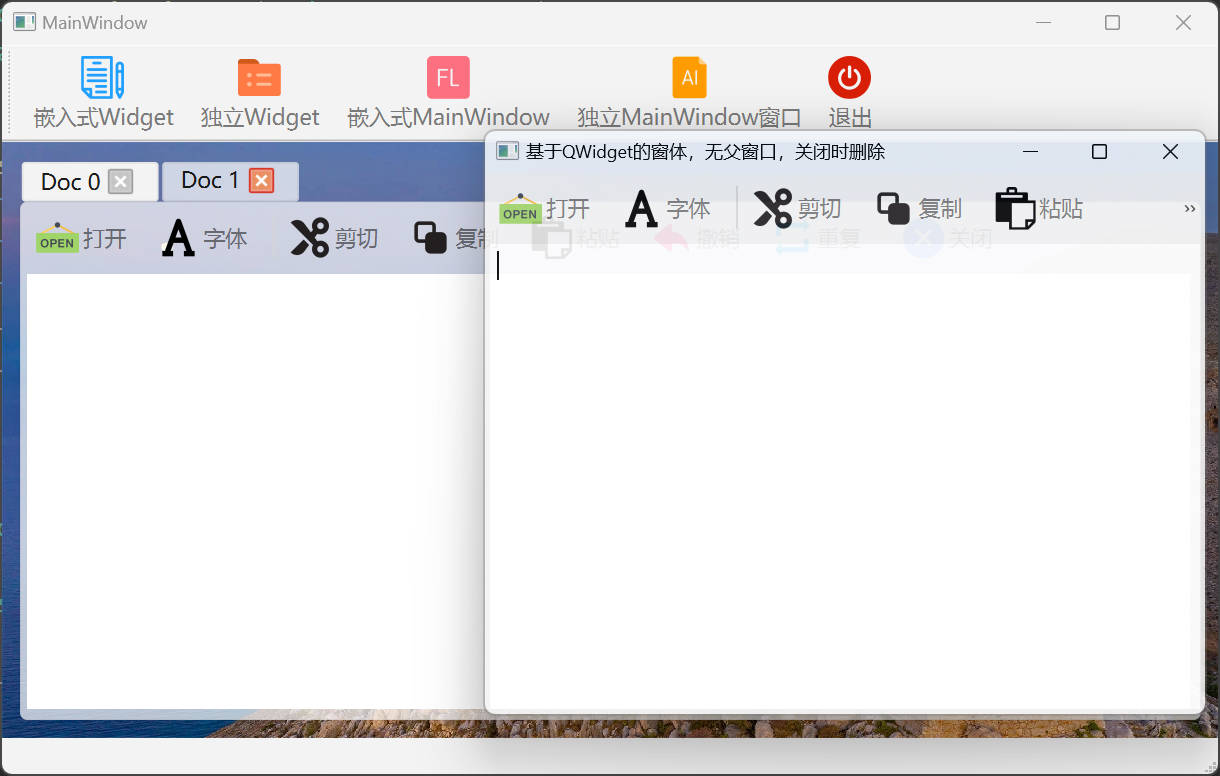 MainWindow
嵌入式Widget 独立Widget 嵌入式MainWindow 独立MainWindow窗口 退出
FL
AI
Doc 0 Doc 1
OPEN 打开 字体 剪切 复制 粘贴 撤销 重复 关闭
基于QWidget的窗体，无父窗口，关闭时删除
OPEN 打开 A 字体 剪切 复制 粘贴 »